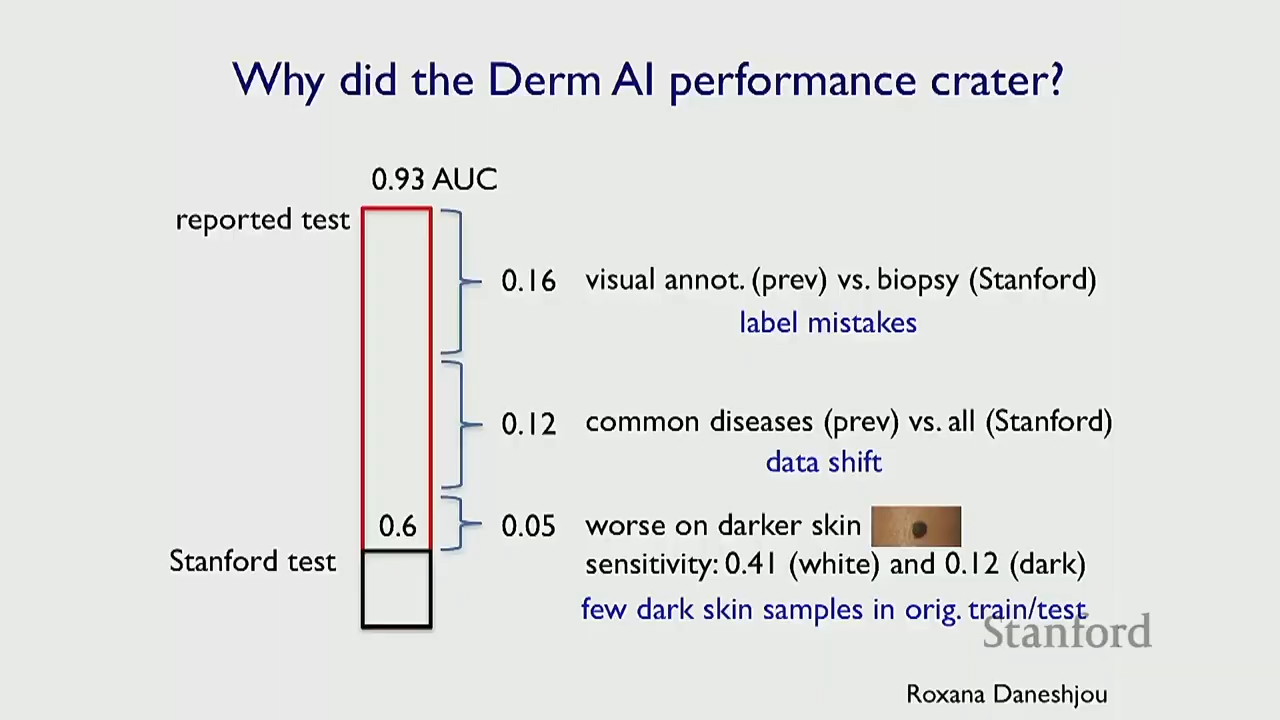 Why did the Derm AI performance crater?
0.93 AUC
reported test
0.16 visual annot. (prev) vs. biopsy (Stanford)
label mistakes
0.12 common diseases (prev) vs. all (Stanford)
data shift
0.6 0.05 worse on darker skin
Stanford test sensitivity: 0.41 (white) and 0.12 (dark)
few dark skin samples in orig. train/test
Stanford
Roxana Daneshjou